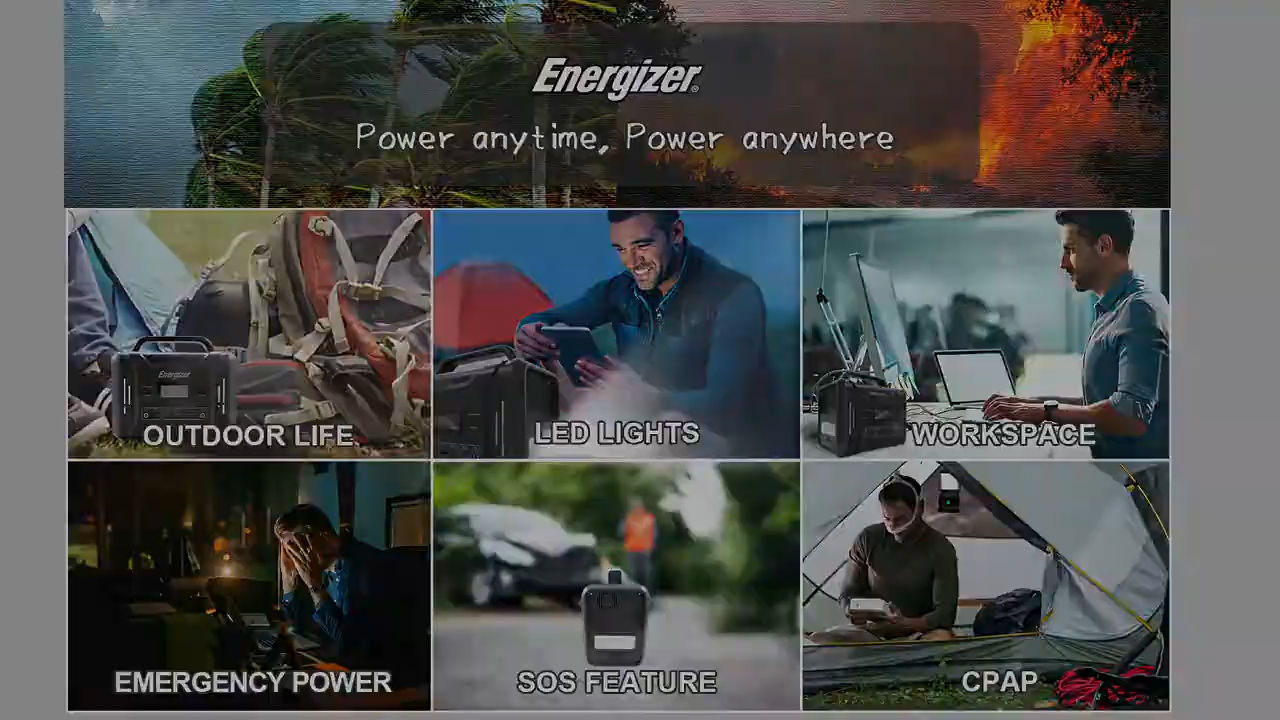 Energizer®
Power anytime, Power anywhere
Energizer
OUTDOOR LIFE
LED LIGHTS
WORKSPACE
EMERGENCY POWER
SOS FEATURE
CPAP